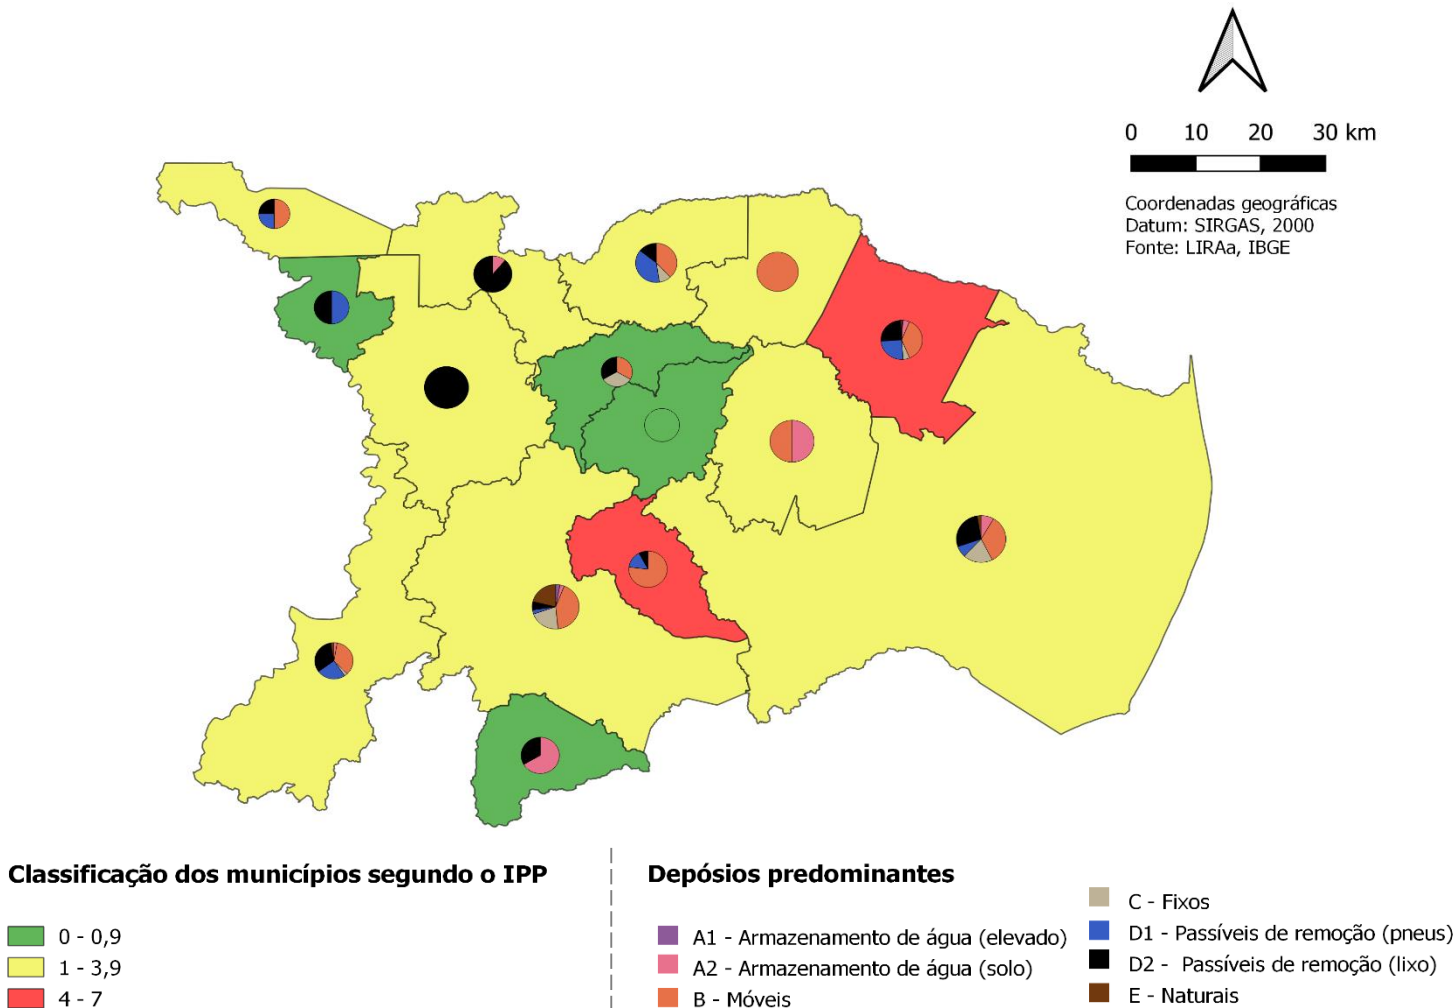 0 10 20 30 km
Coordenadas geográficas
Datum: SIRGAS, 2000
Fonte: LIRAa, IBGE
Classificação dos municípios segundo o IPP
0 - 0,9
1 - 3,9
4 - 7
Depósios predominantes
A1 - Armazenamento de água (elevado)
A2 - Armazenamento de água (solo)
B - Móveis
C - Fixos
D1 - Passíveis de remoção (pneus)
D2 - Passíveis de remoção (lixo)
E - Naturais